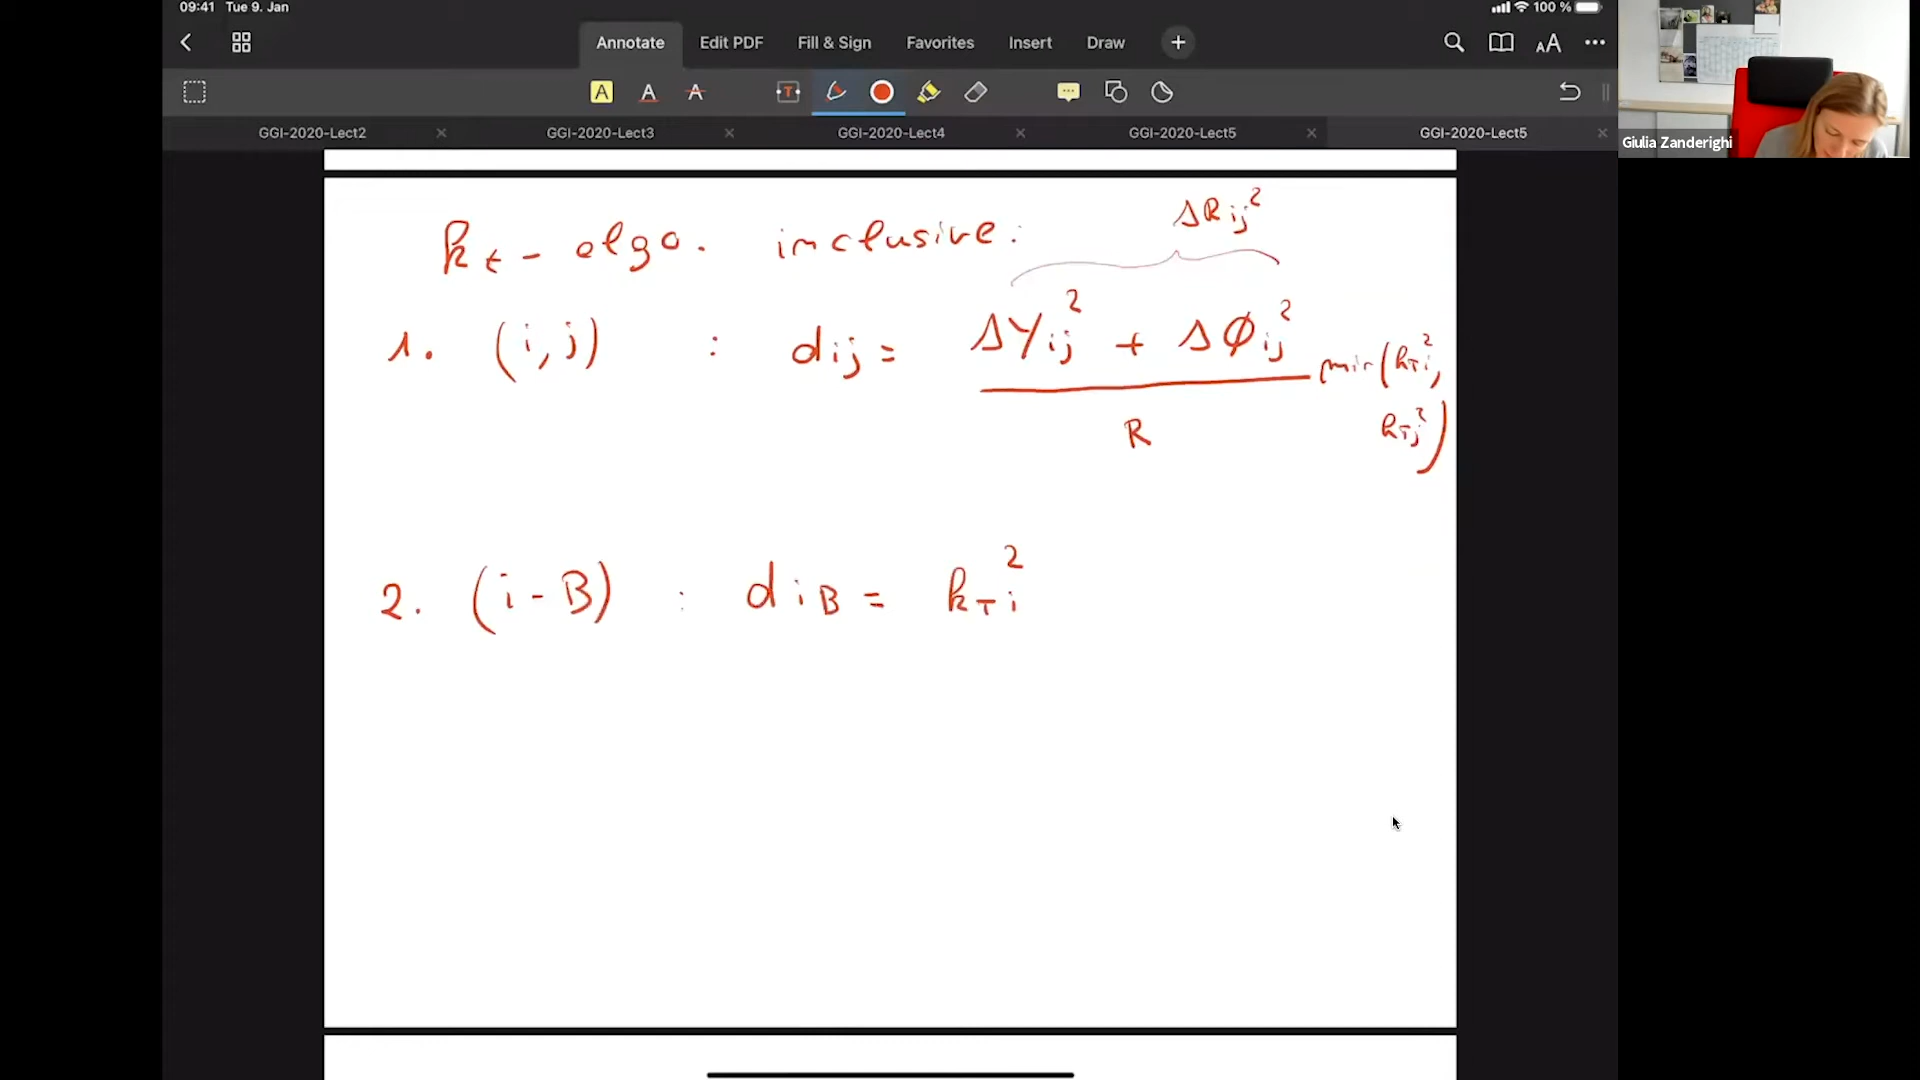 09:41 Tue 9. Jan 100 %
Annotate Edit PDF Fill & Sign Favorites Insert Draw
GGI-2020-Lect2 GGI-2020-Lect3 GGI-2020-Lect4 GGI-2020-Lect5 GGI-2020-Lect5
Giulia Zanderighi
kt - algo. inclusive:
ΔRij²
1. (i,j) : dij = ΔYij² + Δφij² / R min(kTi², kTj²)
2. (i-B) : diB = kTi²